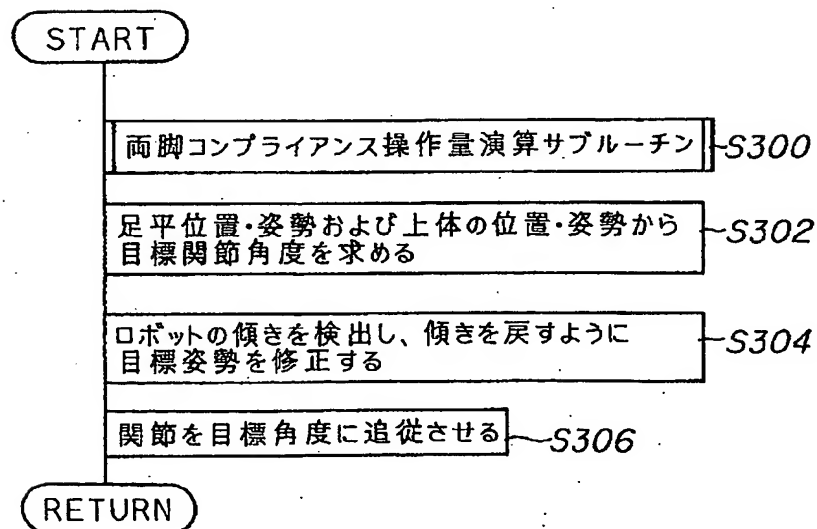 START
両脚コンプライアンス操作量演算サブルーチン
S300
足平位置・姿勢および上体の位置・姿勢から
目標関節角度を求める
S302
ロボットの傾きを検出し、傾きを戻すように
目標姿勢を修正する
S304
関節を目標角度に追従させる
S306
RETURN